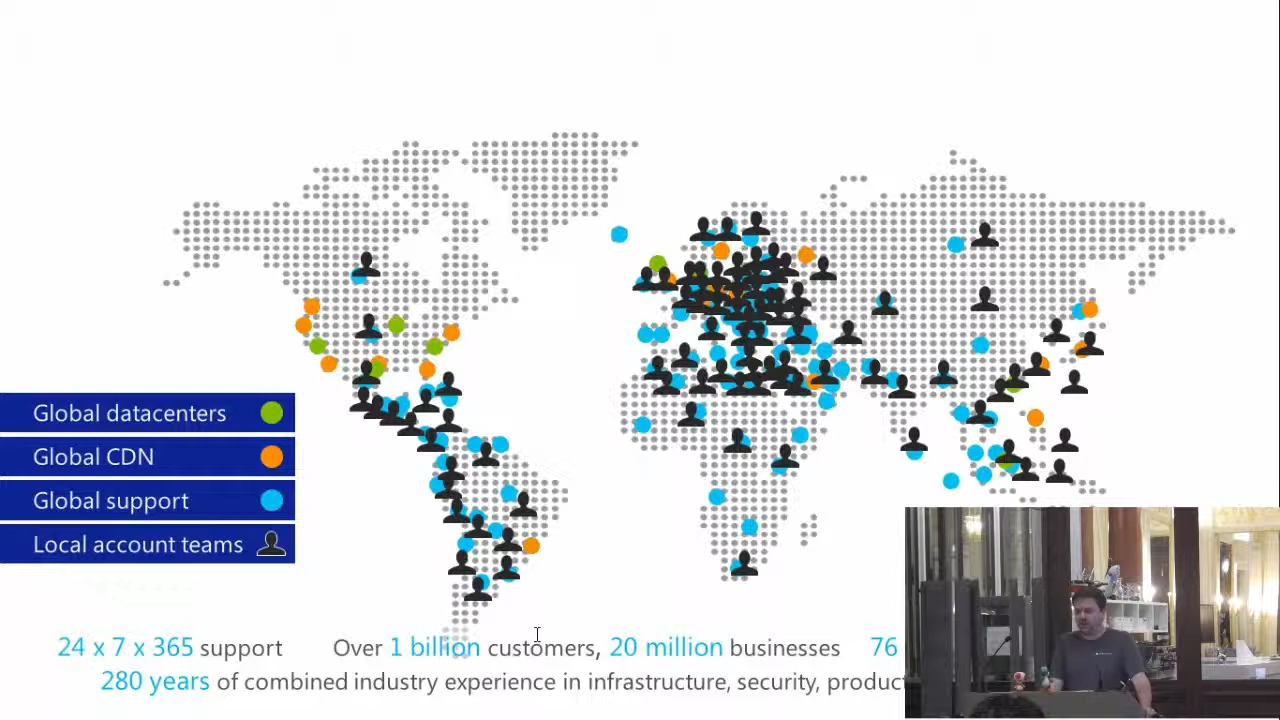 Global datacenters
Global CDN
Global support
Local account teams
24 x 7 x 365 support Over 1 billion customers, 20 million businesses 76
280 years of combined industry experience in infrastructure, security, product